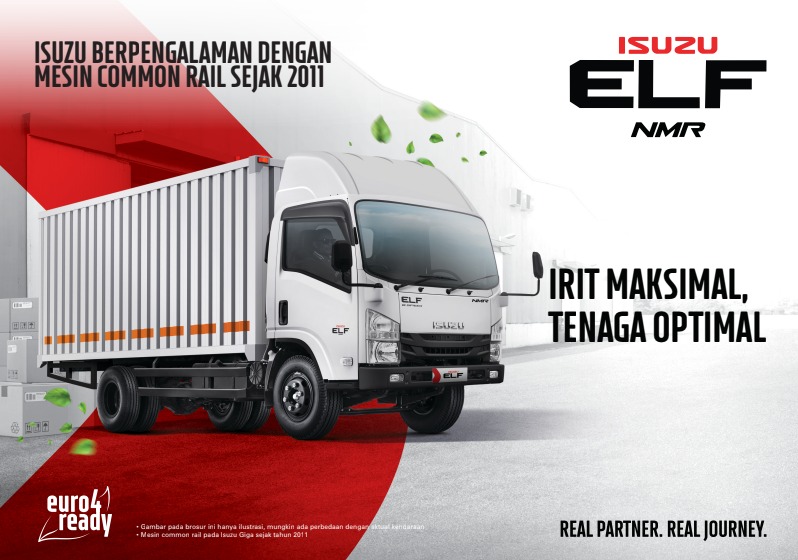 ISUZU BERPENGALAMAN DENGAN
MESIN COMMON RAIL SEJAK 2011
ISUZU
ELF
NMR
IRIT MAKSIMAL,
TENAGA OPTIMAL
ELF
NMR
ISUZU
ELF
ELF
euro4
ready
• Gambar pada brosur ini hanya ilustrasi, mungkin ada perbedaan dengan aktual kendaraan
• Mesin common rail pada Isuzu Giga sejak tahun 2011
REAL PARTNER. REAL JOURNEY.